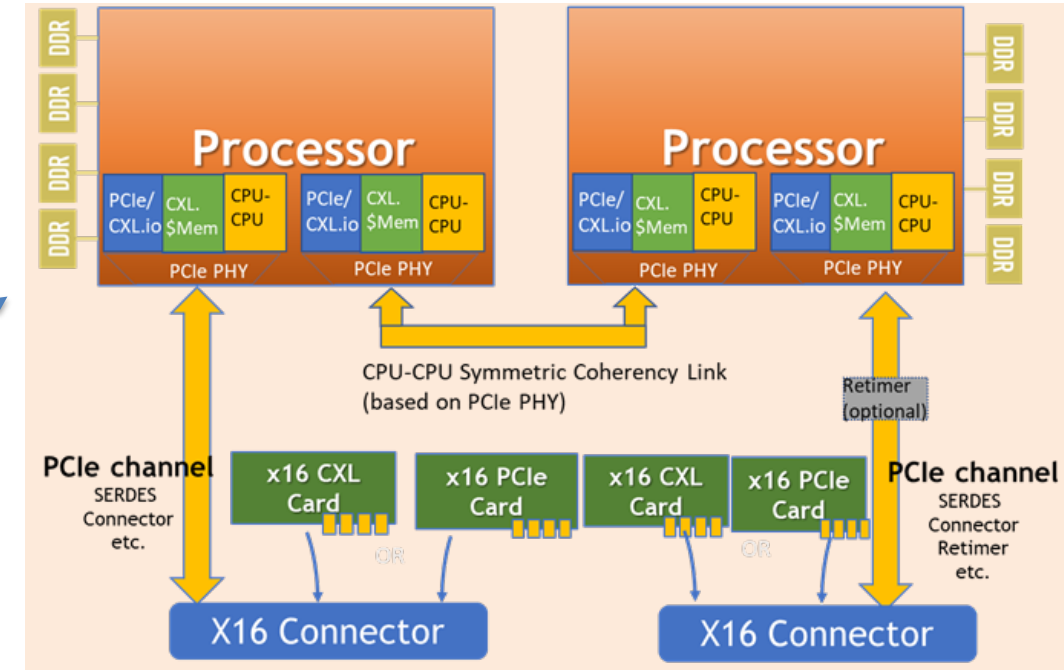 DDR
DDR
DDR
DDR
Processor
PCIe/
CXL.io
CXL.
$Mem
CPU-
CPU
PCIe/
CXL.io
CXL.
$Mem
CPU-
CPU
PCIe PHY
PCIe PHY
Processor
PCIe/
CXL.io
CXL.
$Mem
CPU-
CPU
PCIe/
CXL.io
CXL.
$Mem
CPU-
CPU
PCIe PHY
PCIe PHY
DDR
DDR
DDR
DDR
CPU-CPU Symmetric Coherency Link
(based on PCIe PHY)
Retimer
(optional)
PCIe channel
SERDES
Connector
etc.
x16 CXL
Card
OR
x16 PCIe
Card
x16 CXL
Card
OR
x16 PCIe
Card
PCIe channel
SERDES
Connector
Retimer
etc.
X16 Connector
X16 Connector